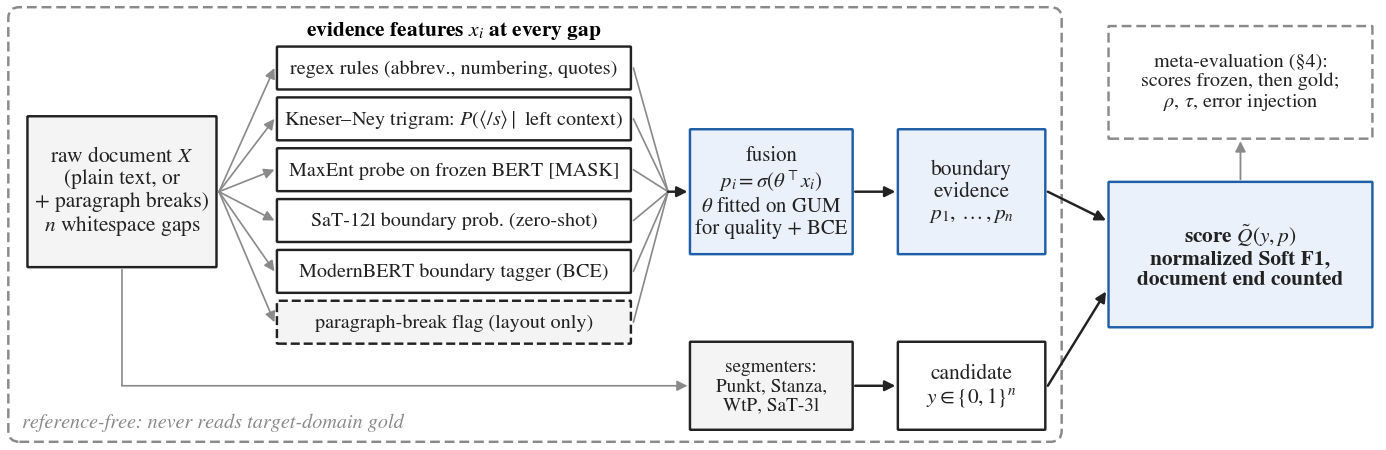 evidence features xᵢ at every gap
raw document X
(plain text, or
+ paragraph breaks)
n whitespace gaps
regex rules (abbrev., numbering, quotes)
Kneser–Ney trigram: P(⟨/s⟩ | left context)
MaxEnt probe on frozen BERT [MASK]
SaT-12l boundary prob. (zero-shot)
ModernBERT boundary tagger (BCE)
paragraph-break flag (layout only)
fusion
pᵢ = σ(θ⊤xᵢ)
θ fitted on GUM
for quality + BCE
boundary
evidence
p₁, …, pₙ
segmenters:
Punkt, Stanza,
WtP, SaT-3l
candidate
y ∈ {0, 1}ⁿ
meta-evaluation (§4):
scores frozen, then gold;
ρ, τ, error injection
score Q̃(y, p)
normalized Soft F1,
document end counted
reference-free: never reads target-domain gold